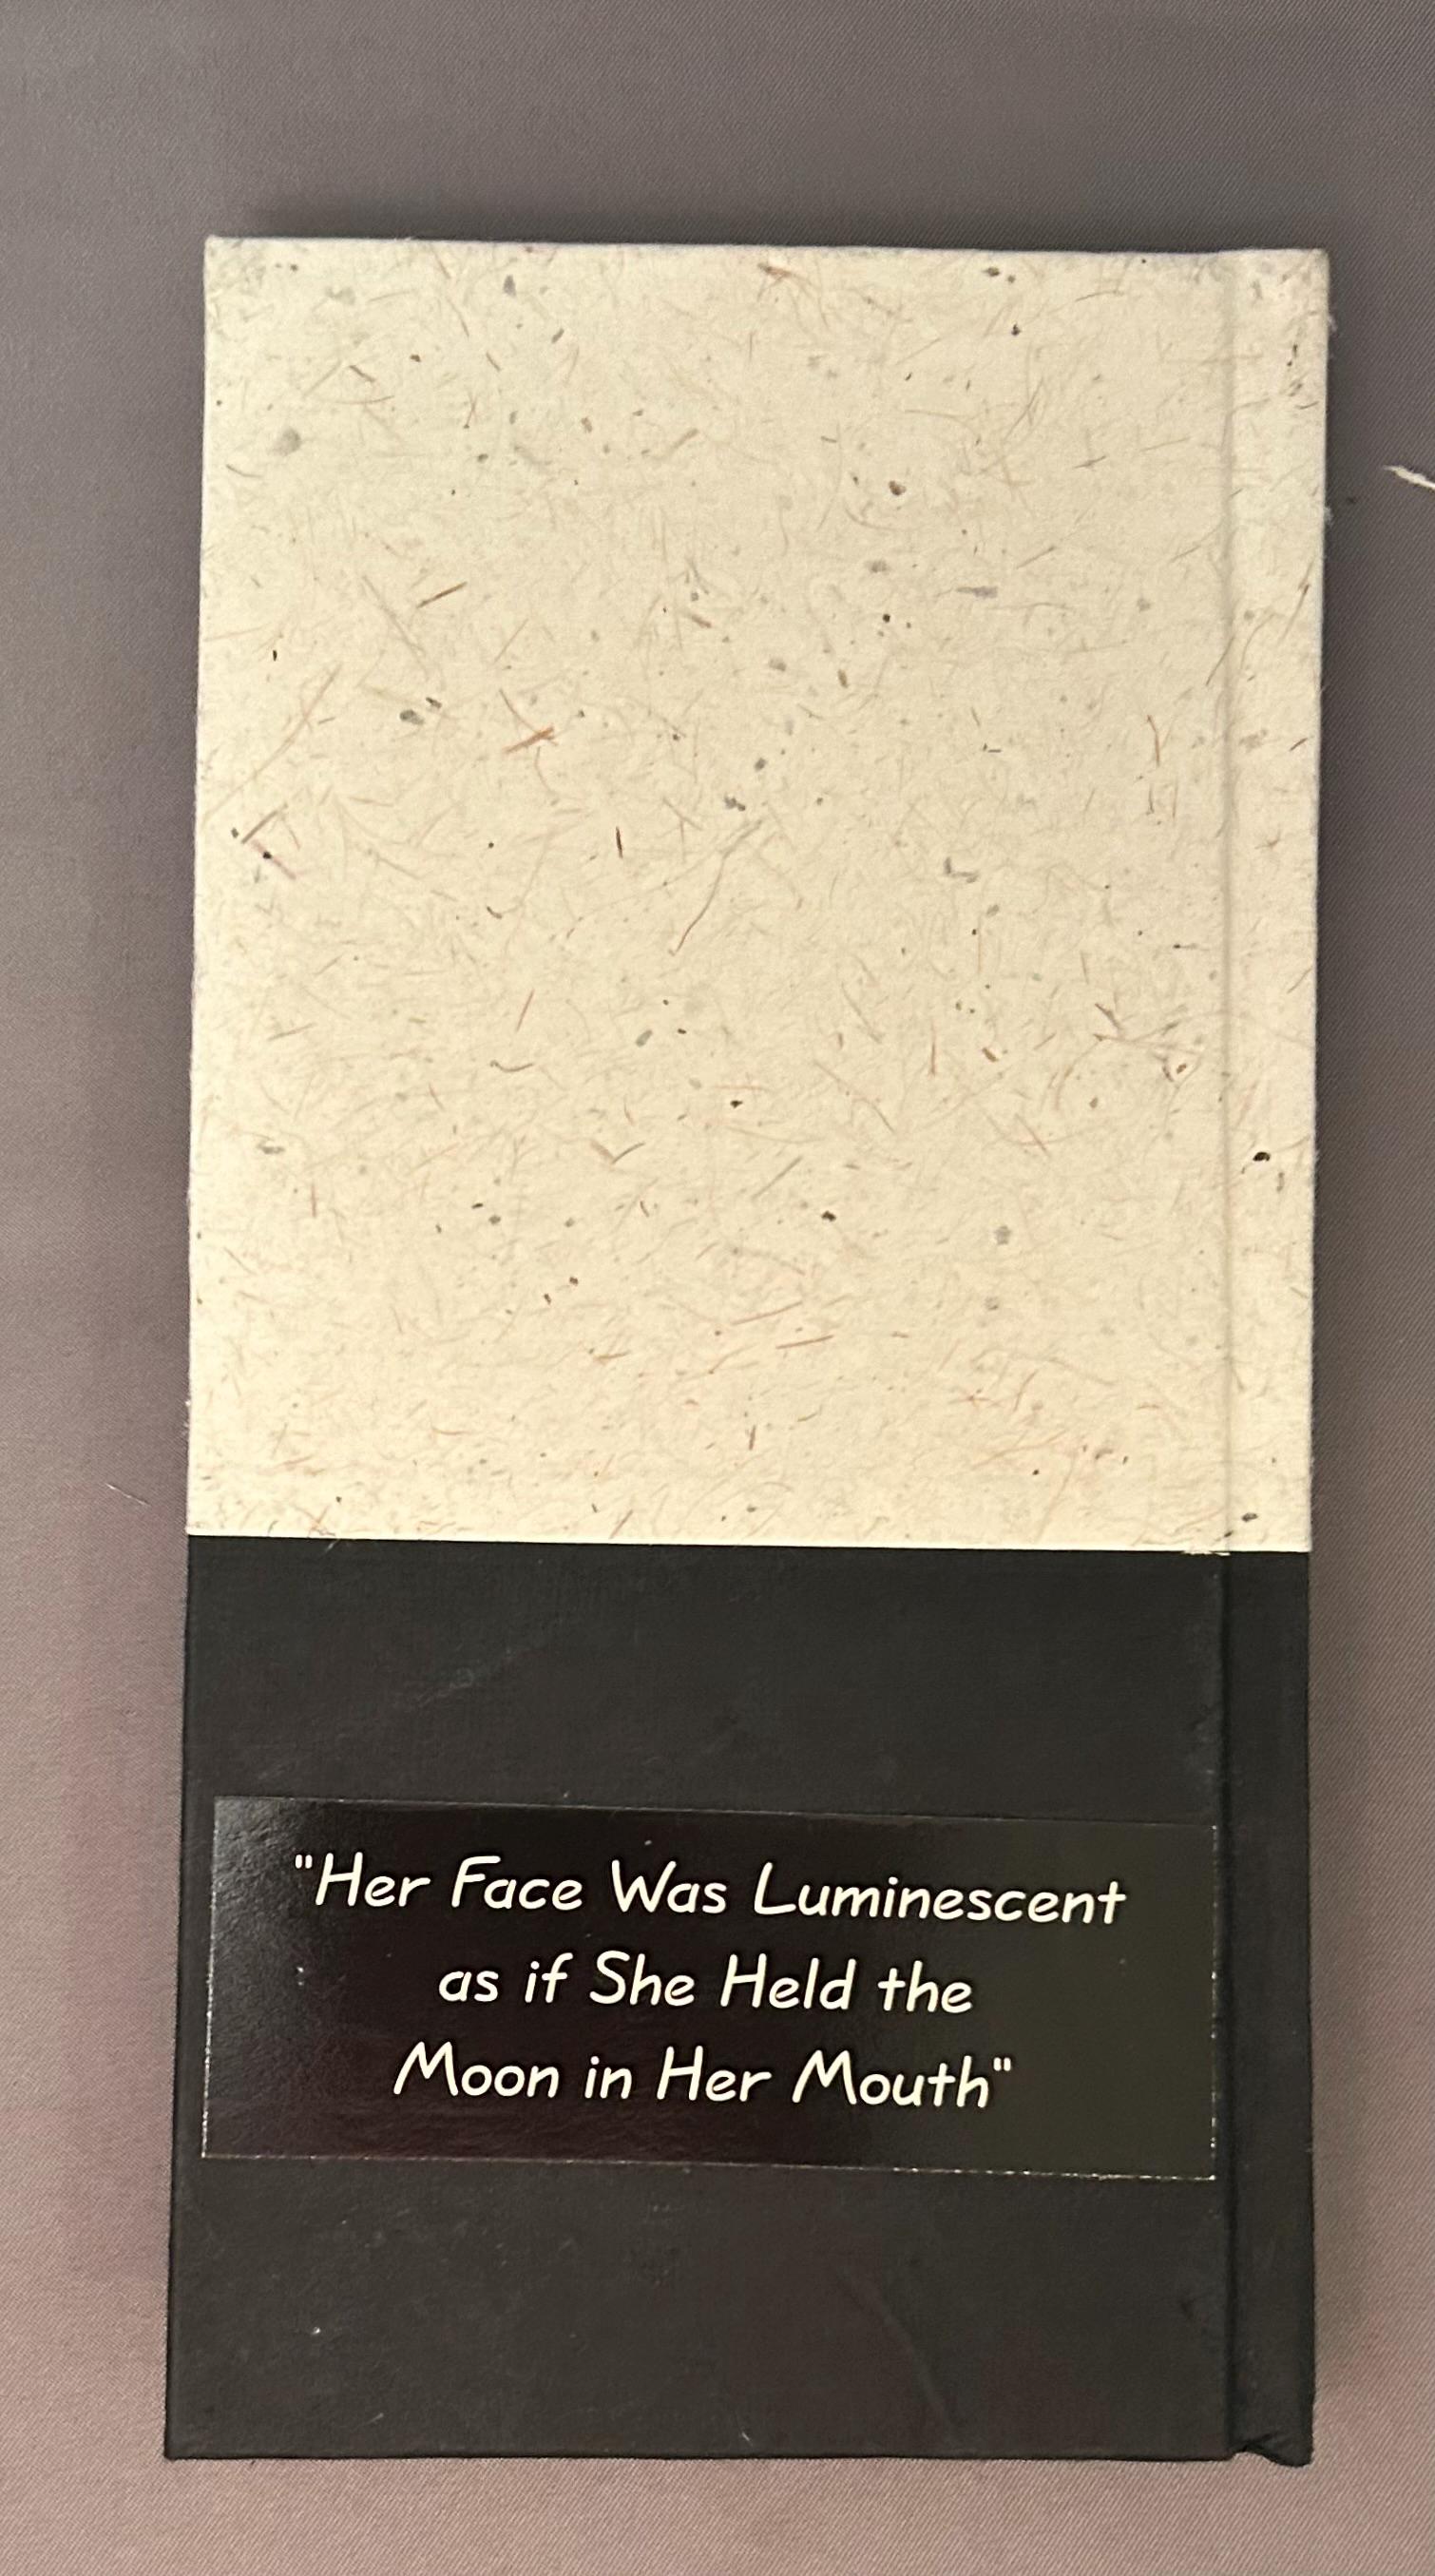 "Her Face Was Luminescent
as if She Held the
Moon in Her Mouth"